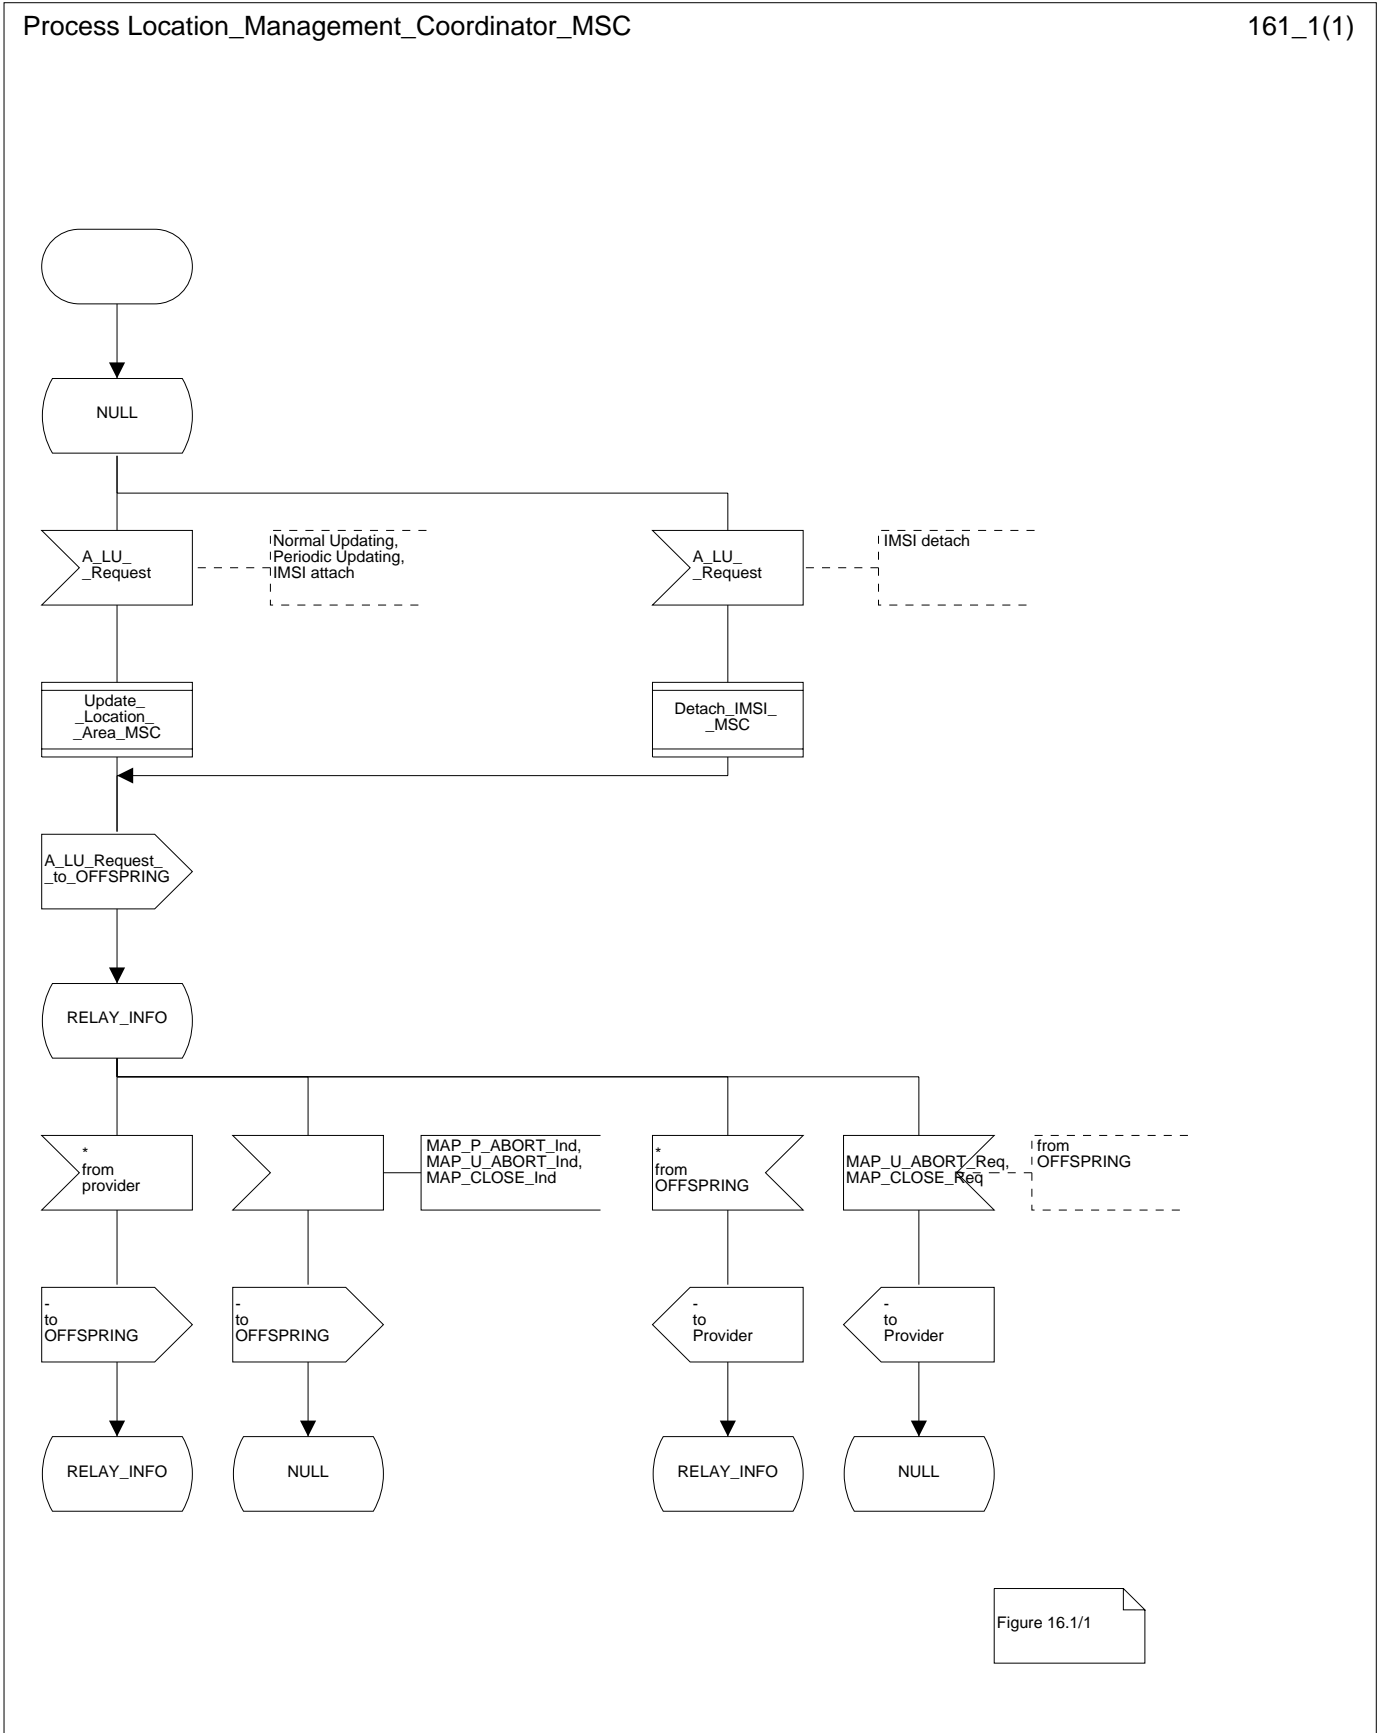 Process Location_Management_Coordinator_MSC
161_1(1)
NULL
A_LU_
_Request
Normal Updating,
Periodic Updating,
IMSI attach
A_LU_
_Request
IMSI detach
Update_
_Location_
_Area_MSC
Detach_IMSI_
_MSC
A_LU_Request_
_to_OFFSPRING
RELAY_INFO
*
from
provider
MAP_P_ABORT_Ind,
MAP_U_ABORT_Ind,
MAP_CLOSE_Ind
*
from
OFFSPRING
MAP_U_ABORT_Req,
MAP_CLOSE_Req
from
OFFSPRING
-
to
OFFSPRING
-
to
OFFSPRING
-
to
Provider
-
to
Provider
RELAY_INFO
NULL
RELAY_INFO
NULL
Figure 16.1/1